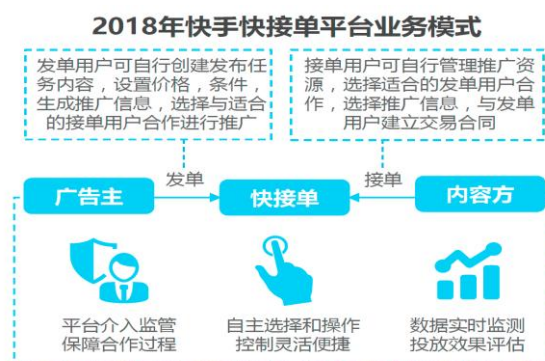 2018年快手快接单平台业务模式
发单用户可自行创建发布任
务内容，设置价格，条件，
生成推广信息，选择与适合
的接单用户合作进行推广
接单用户可自行管理推广资
源，选择适合的发单用户合
作，选择推广信息，与发单
用户建立交易合同
发单
接单
广告主
快接单
内容方
平台介入监管
保障合作过程
自主选择和操作
控制灵活便捷
数据实时监测
投放效果评估